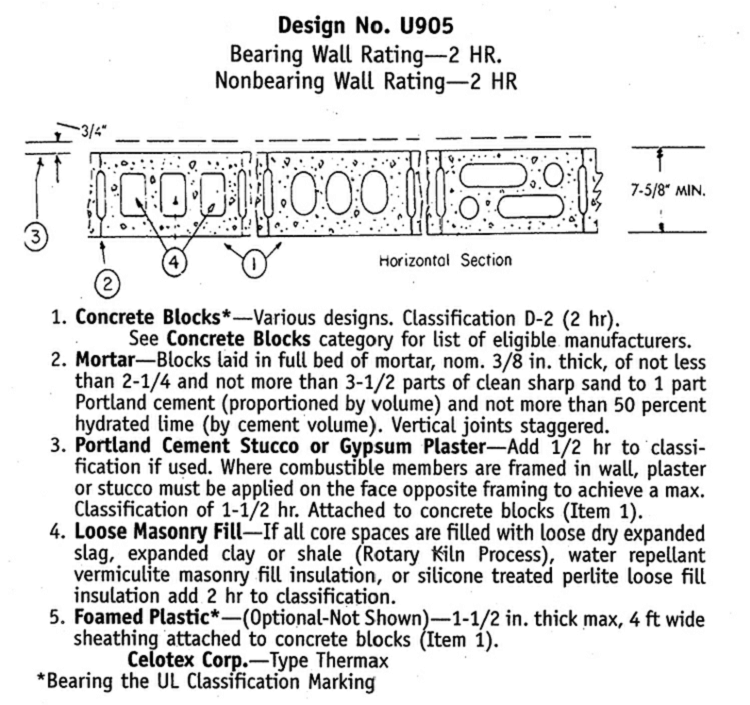 Design No. U905
Bearing Wall Rating—2 HR.
Nonbearing Wall Rating—2 HR
3/4"
7-5/8" MIN.
3
4
1
Horizontal Section
2
1. Concrete Blocks*—Various designs. Classification D-2 (2 hr).
See Concrete Blocks category for list of eligible manufacturers.
2. Mortar—Blocks laid in full bed of mortar, nom. 3/8 in. thick, of not less
than 2-1/4 and not more than 3-1/2 parts of clean sharp sand to 1 part
Portland cement (proportioned by volume) and not more than 50 percent
hydrated lime (by cement volume). Vertical joints staggered.
3. Portland Cement Stucco or Gypsum Plaster—Add 1/2 hr to classi-
fication if used. Where combustible members are framed in wall, plaster
or stucco must be applied on the face opposite framing to achieve a max.
Classification of 1-1/2 hr. Attached to concrete blocks (Item 1).
4. Loose Masonry Fill—If all core spaces are filled with loose dry expanded
slag, expanded clay or shale (Rotary Kiln Process), water repellant
vermiculite masonry fill insulation, or silicone treated perlite loose fill
insulation add 2 hr to classification.
5. Foamed Plastic*—(Optional-Not Shown)—1-1/2 in. thick max, 4 ft wide
sheathing attached to concrete blocks (Item 1).
Celotex Corp.—Type Thermax
*Bearing the UL Classification Marking